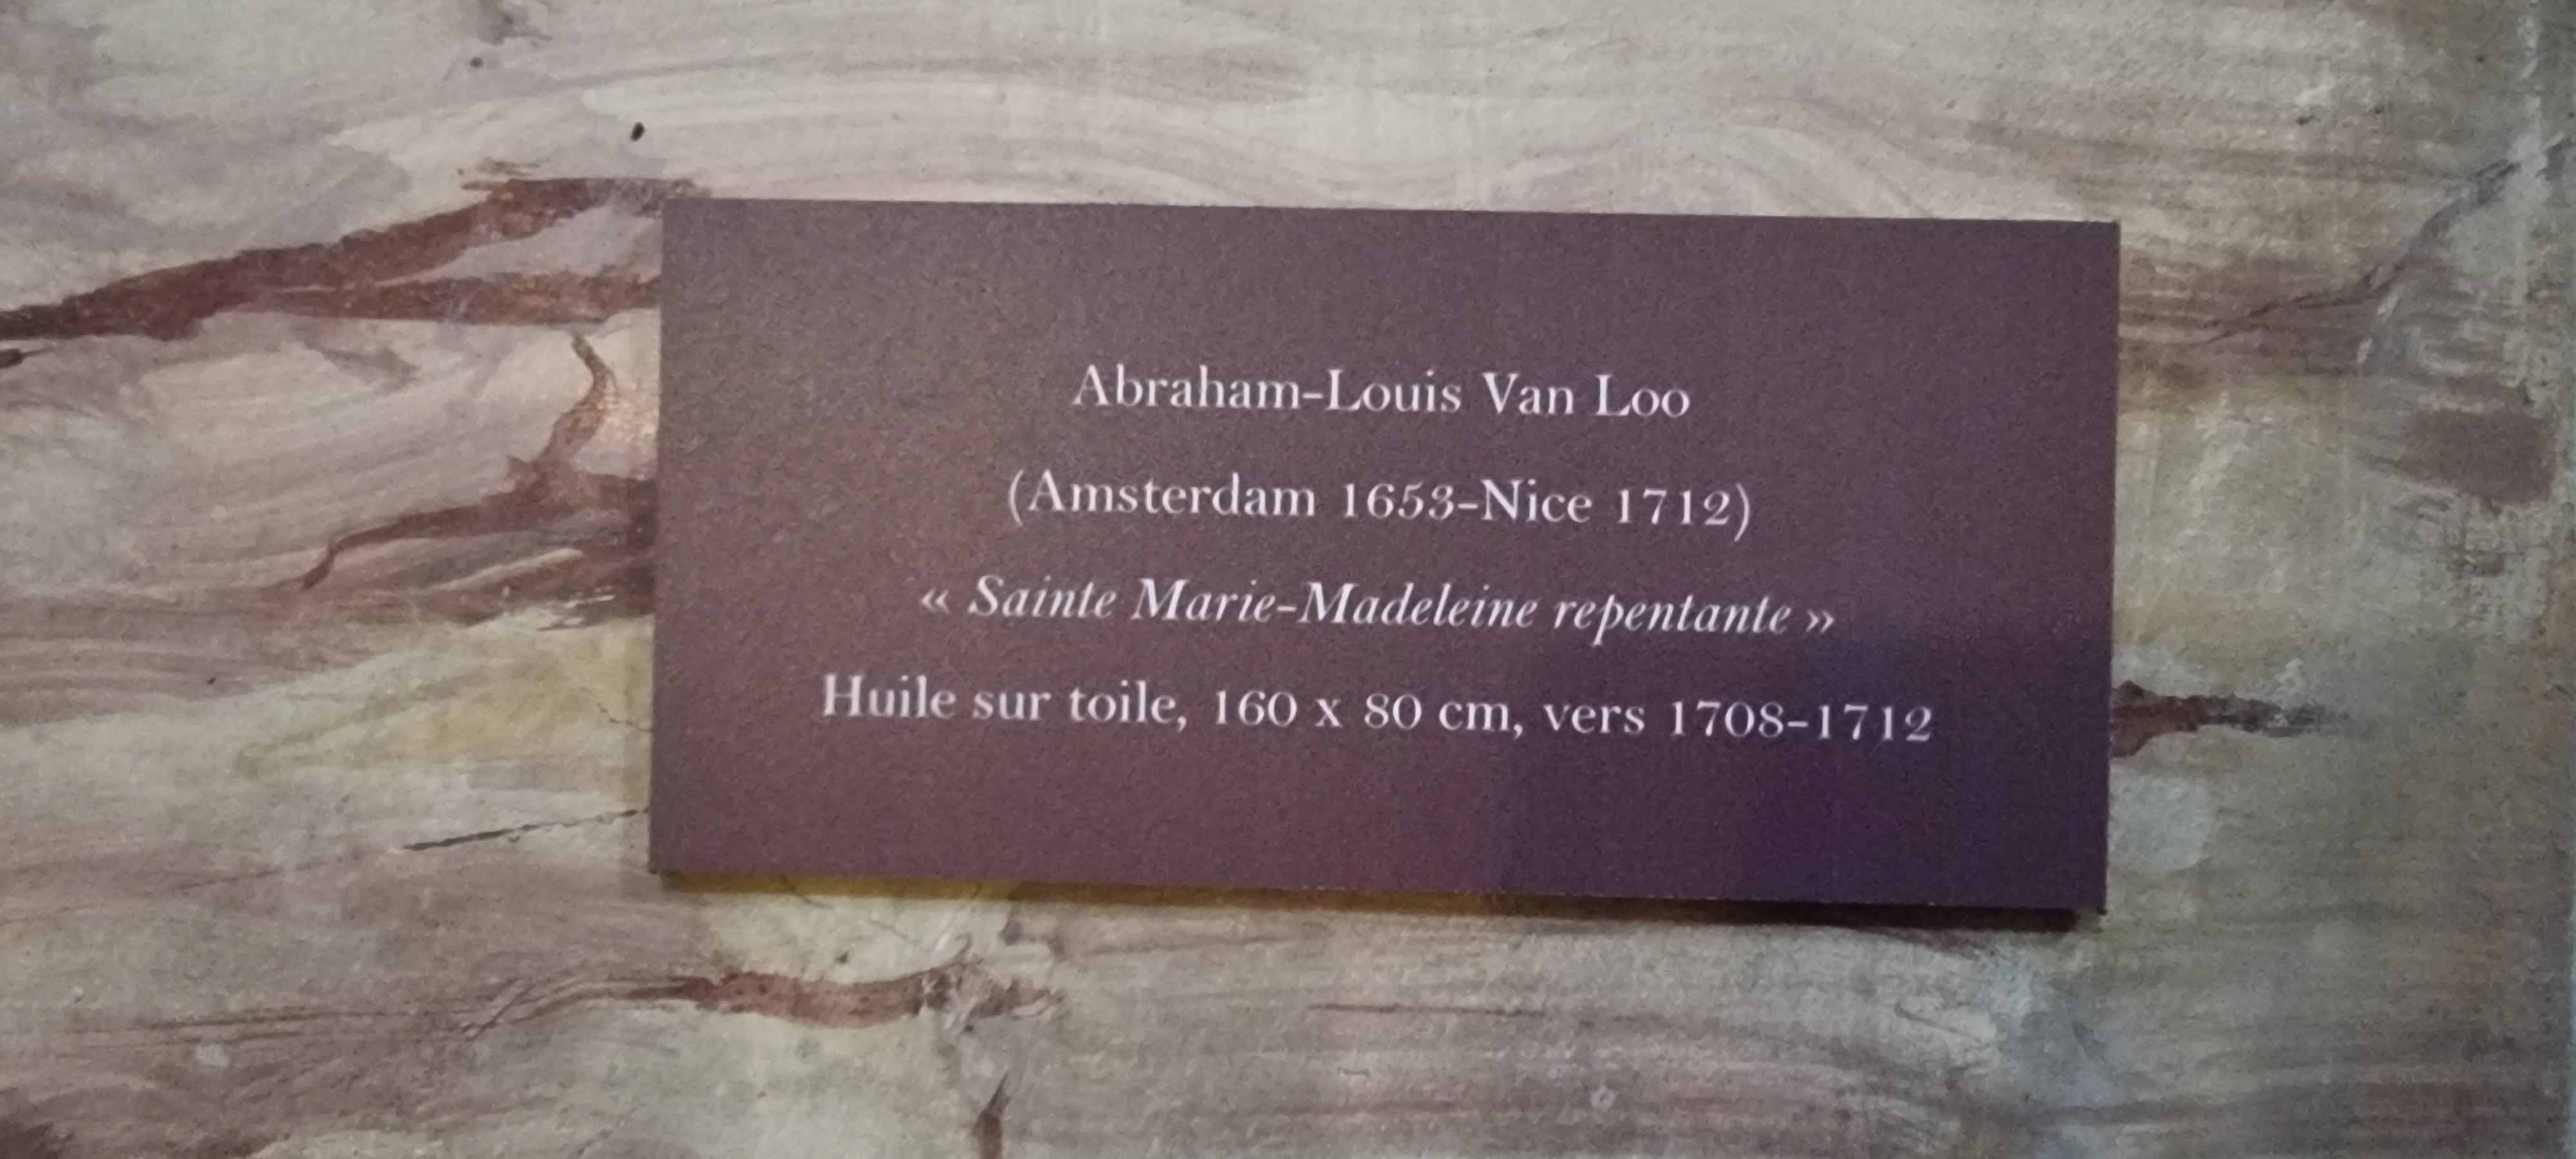 Abraham-Louis Van Loo
(Amsterdam 1653-Nice 1712)
« Sainte Marie-Madeleine repentante »
Huile sur toile, 160 x 80 cm, vers 1708-1712